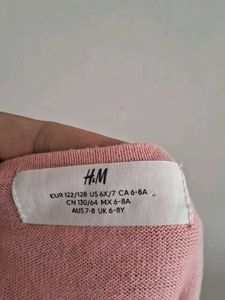 H&M
EUR 122/128 US 6X/7 CA 6-8A
CN 130/64 MX 6-8A
AUS 7-8 UK 6-8Y